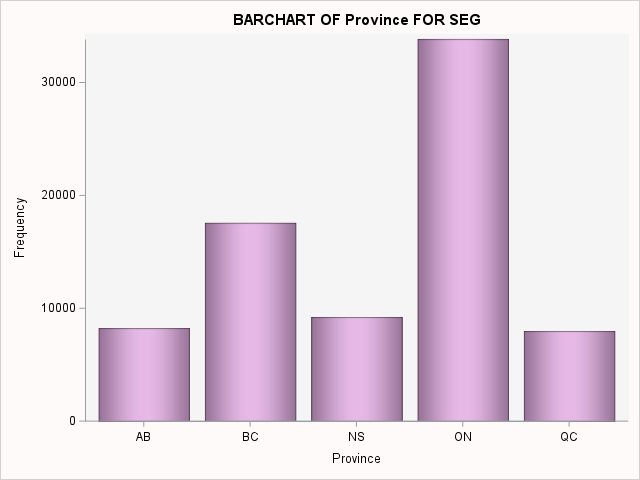 BARCHART OF Province FOR SEG
Frequency
30000
20000
10000
0
AB BC NS ON QC
Province